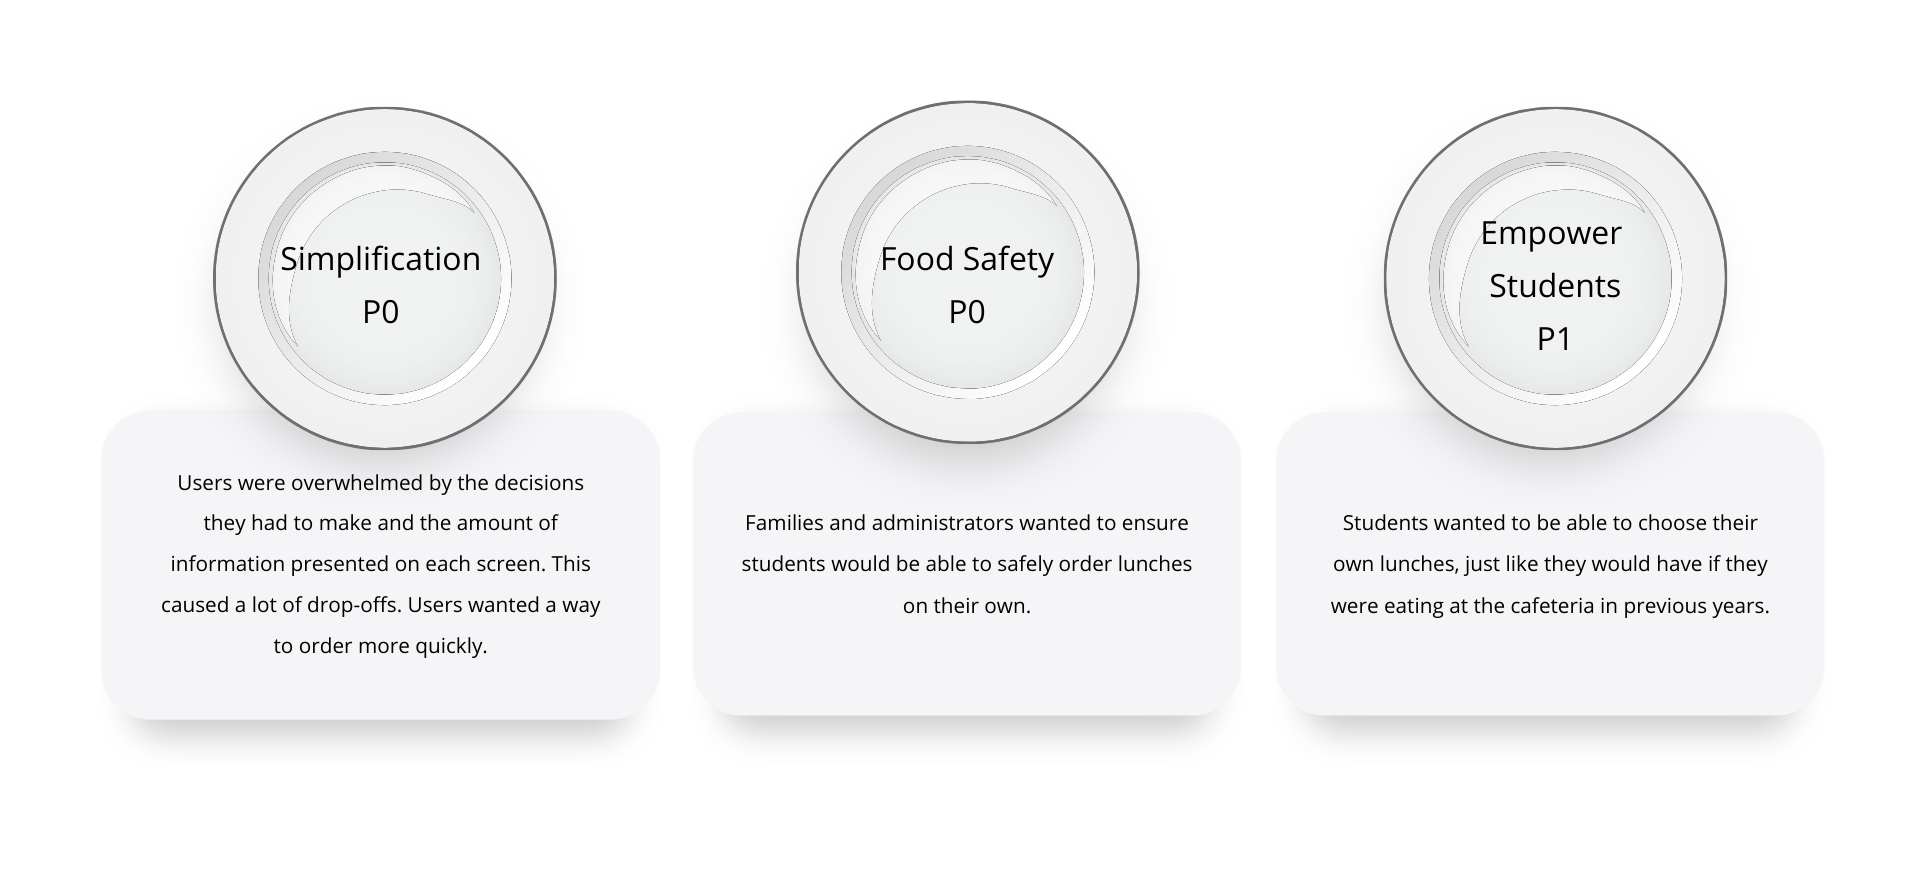 Simplification
P0
Users were overwhelmed by the decisions
they had to make and the amount of
information presented on each screen. This
caused a lot of drop-offs. Users wanted a way
to order more quickly.
Food Safety
P0
Families and administrators wanted to ensure
students would be able to safely order lunches
on their own.
Empower
Students
P1
Students wanted to be able to choose their
own lunches, just like they would have if they
were eating at the cafeteria in previous years.